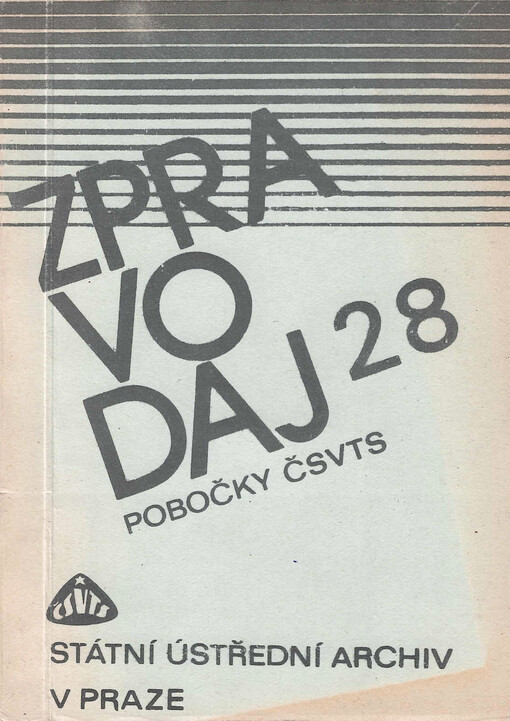 ZPRA
VO
DAJ 28
POBOČKY ČSVTS
ČSVTS
STÁTNÍ ÚSTŘEDNÍ ARCHIV
V PRAZE